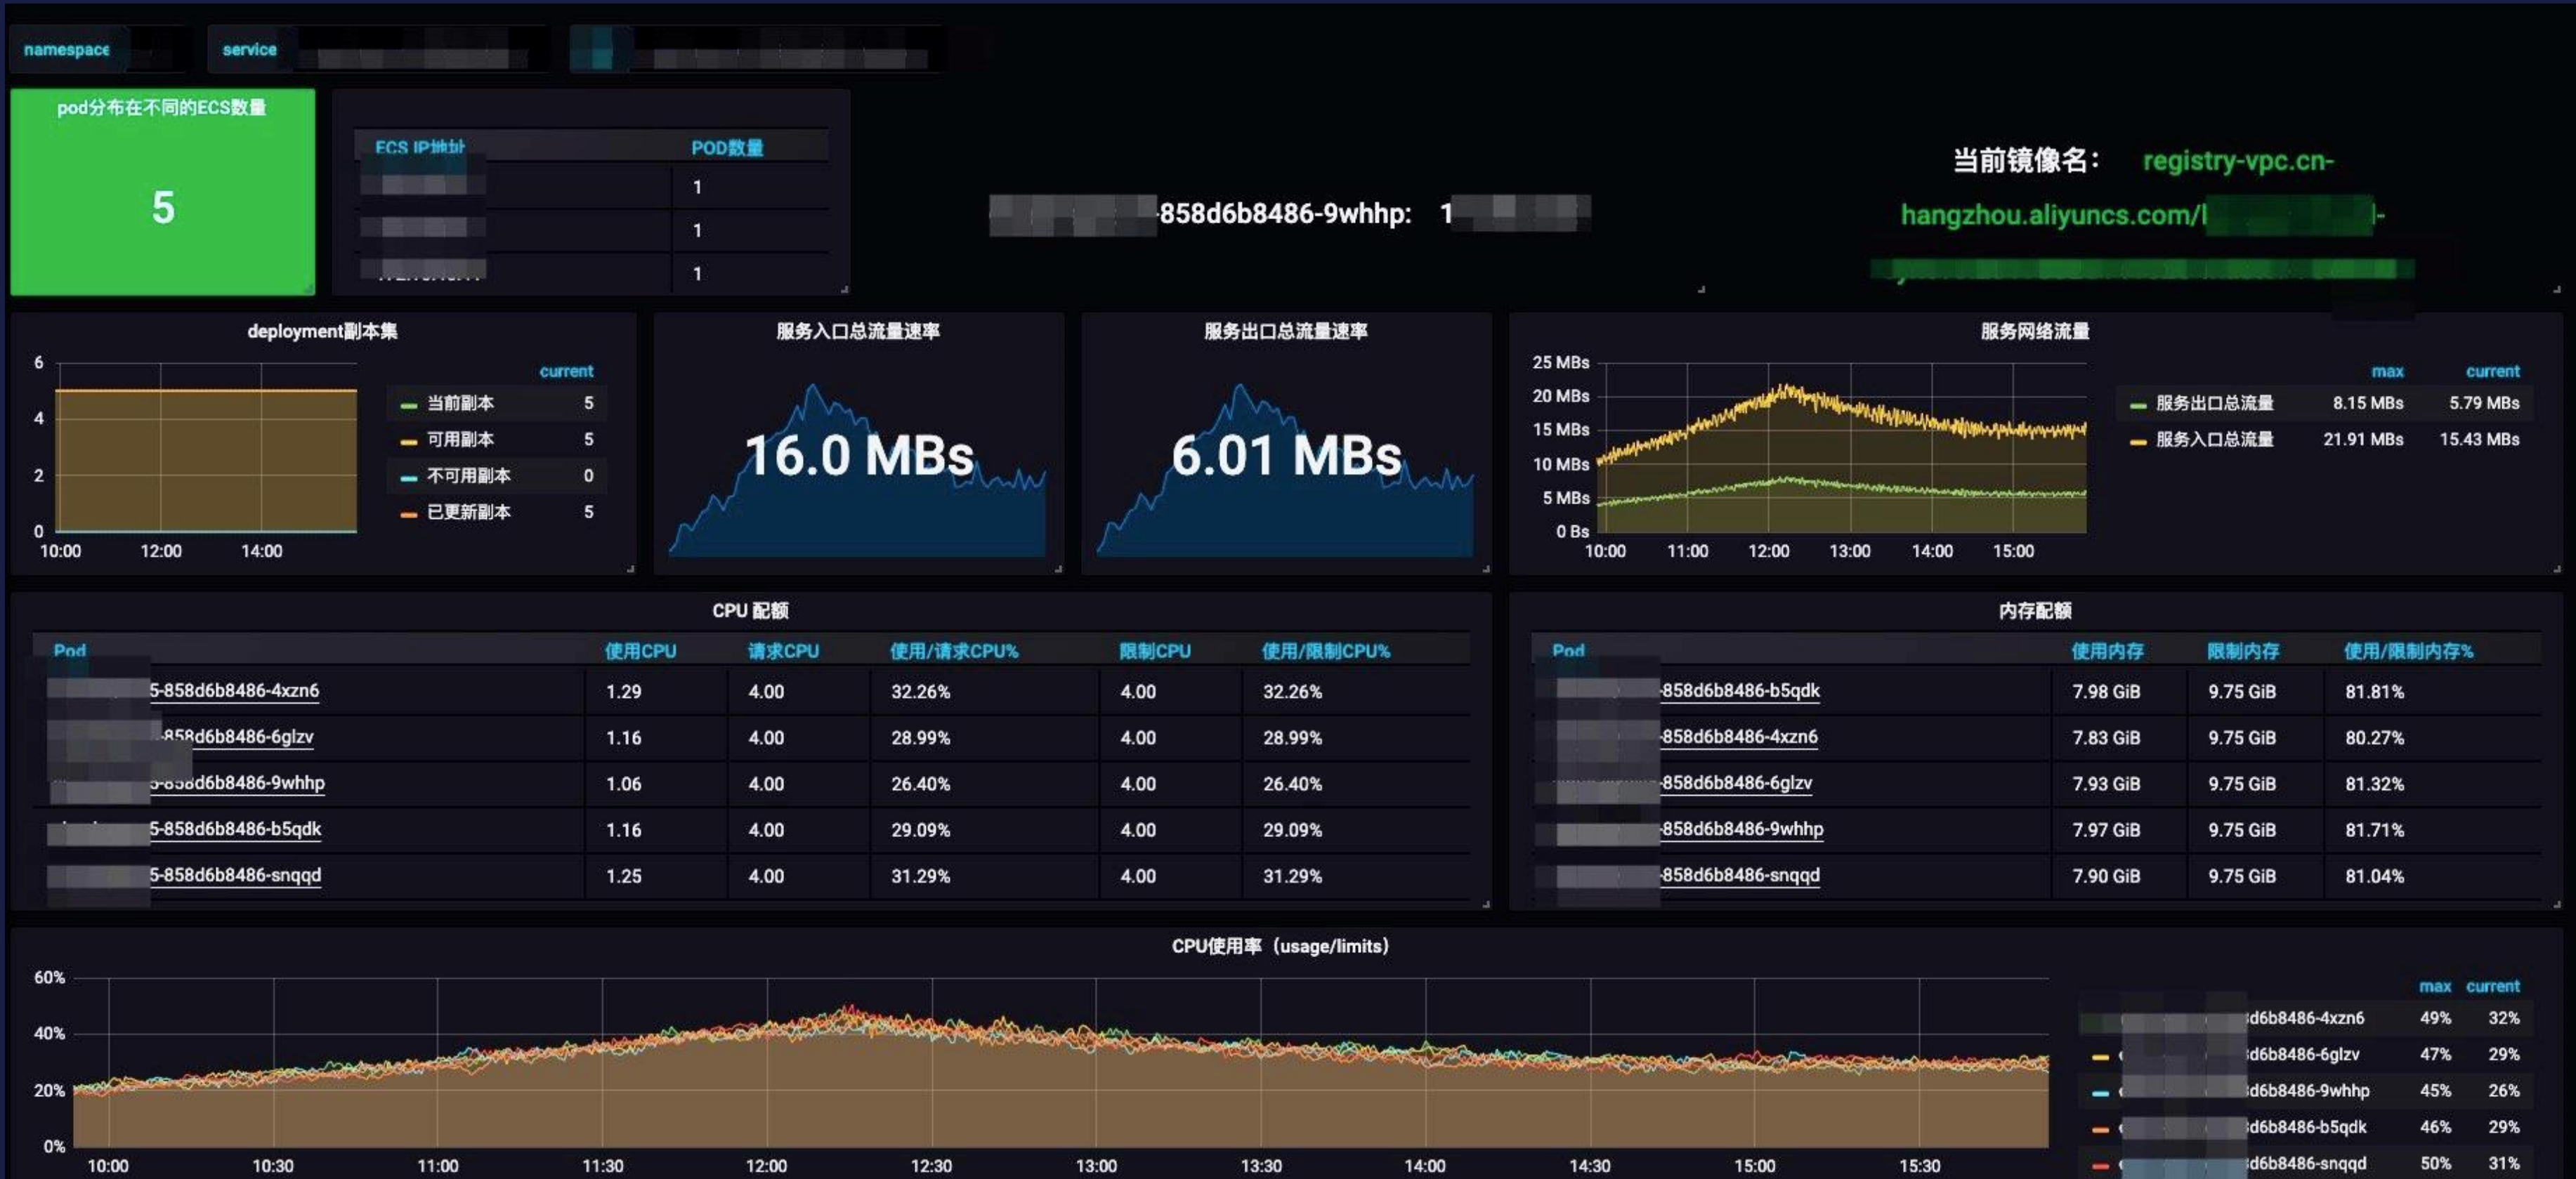 namespace
service
pod分布在不同的ECS数量
5
ECS IP地址 POD数量
1
1
1
-858d6b8486-9whhp: 1
当前镜像名： registry-vpc.cn-
hangzhou.aliyuncs.com/
deployment副本集
6
4
2
0
10:00 12:00 14:00
current
当前副本 5
可用副本 5
不可用副本 0
已更新副本 5
服务入口总流量速率
16.0 MBs
服务出口总流量速率
6.01 MBs
服务网络流量
25 MBs
20 MBs
15 MBs
10 MBs
5 MBs
0 Bs
10:00 11:00 12:00 13:00 14:00 15:00
max current
服务出口总流量 8.15 MBs 5.79 MBs
服务入口总流量 21.91 MBs 15.43 MBs
CPU 配额
Pod 使用CPU 请求CPU 使用/请求CPU% 限制CPU 使用/限制CPU%
5-858d6b8486-4xzn6 1.29 4.00 32.26% 4.00 32.26%
-858d6b8486-6glzv 1.16 4.00 28.99% 4.00 28.99%
5-858d6b8486-9whhp 1.06 4.00 26.40% 4.00 26.40%
5-858d6b8486-b5qdk 1.16 4.00 29.09% 4.00 29.09%
5-858d6b8486-snqqd 1.25 4.00 31.29% 4.00 31.29%
内存配额
Pod 使用内存 限制内存 使用/限制内存%
-858d6b8486-b5qdk 7.98 GiB 9.75 GiB 81.81%
-858d6b8486-4xzn6 7.83 GiB 9.75 GiB 80.27%
-858d6b8486-6glzv 7.93 GiB 9.75 GiB 81.32%
-858d6b8486-9whhp 7.97 GiB 9.75 GiB 81.71%
-858d6b8486-snqqd 7.90 GiB 9.75 GiB 81.04%
CPU使用率（usage/limits）
60%
40%
20%
0%
10:00 10:30 11:00 11:30 12:00 12:30 13:00 13:30 14:00 14:30 15:00 15:30
max current
d6b8486-4xzn6 49% 32%
d6b8486-6glzv 47% 29%
d6b8486-9whhp 45% 26%
d6b8486-b5qdk 46% 29%
d6b8486-snqqd 50% 31%